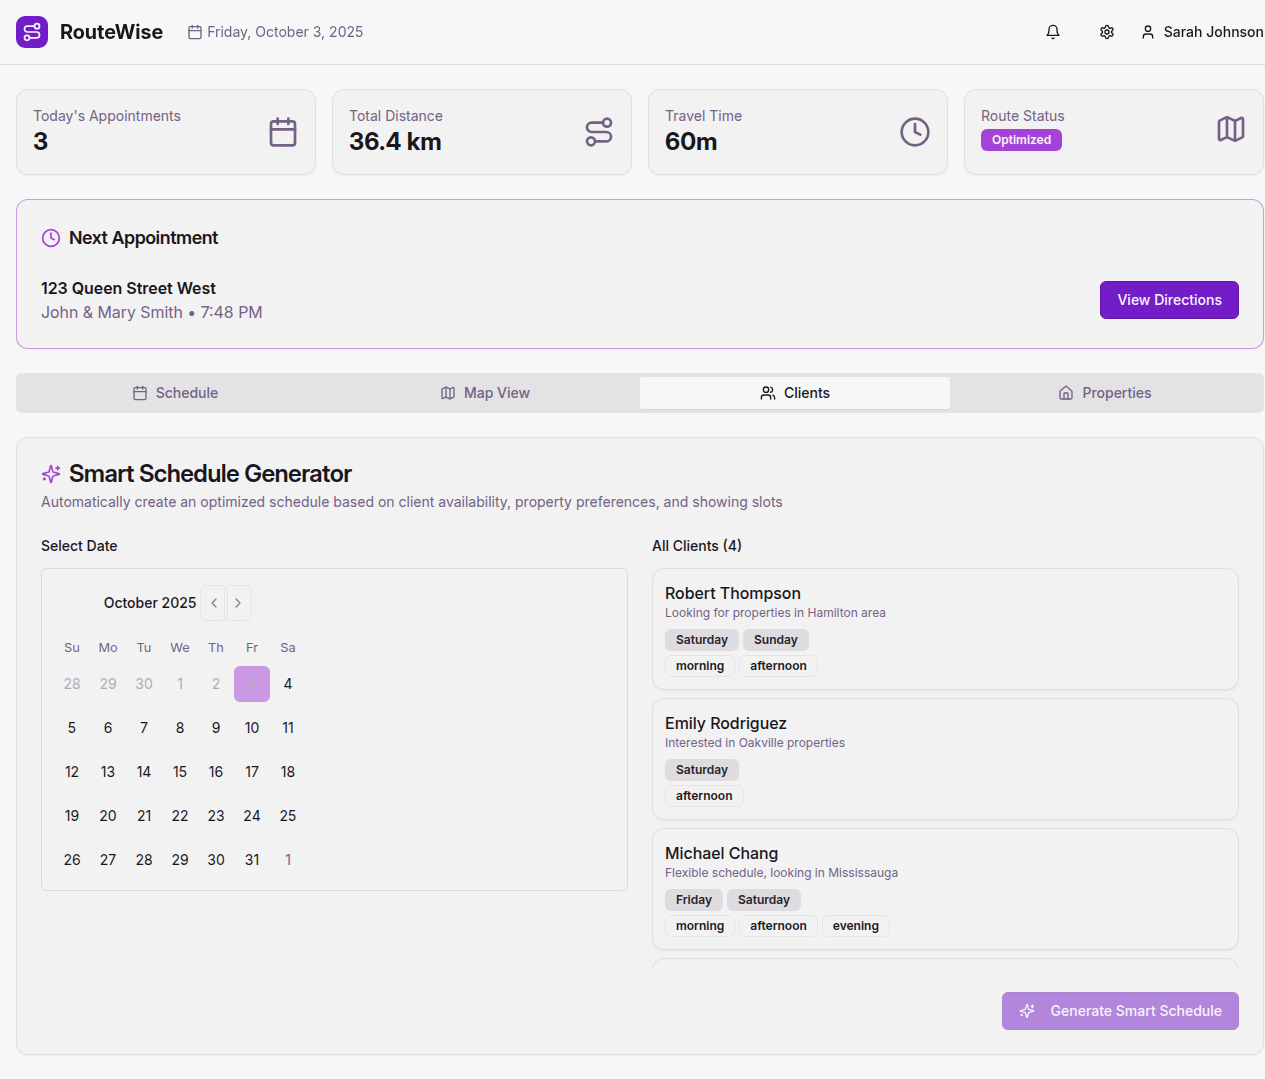 RouteWise
Friday, October 3, 2025
Sarah Johnson
Today's Appointments
3
Total Distance
36.4 km
Travel Time
60m
Route Status
Optimized
Next Appointment
123 Queen Street West
John & Mary Smith • 7:48 PM
View Directions
Schedule
Map View
Clients
Properties
Smart Schedule Generator
Automatically create an optimized schedule based on client availability, property preferences, and showing slots
Select Date
October 2025
Su Mo Tu We Th Fr Sa
28 29 30 1 2 3 4
5 6 7 8 9 10 11
12 13 14 15 16 17 18
19 20 21 22 23 24 25
26 27 28 29 30 31 1
All Clients (4)
Robert Thompson
Looking for properties in Hamilton area
Saturday Sunday
morning afternoon
Emily Rodriguez
Interested in Oakville properties
Saturday
afternoon
Michael Chang
Flexible schedule, looking in Mississauga
Friday Saturday
morning afternoon evening
Generate Smart Schedule